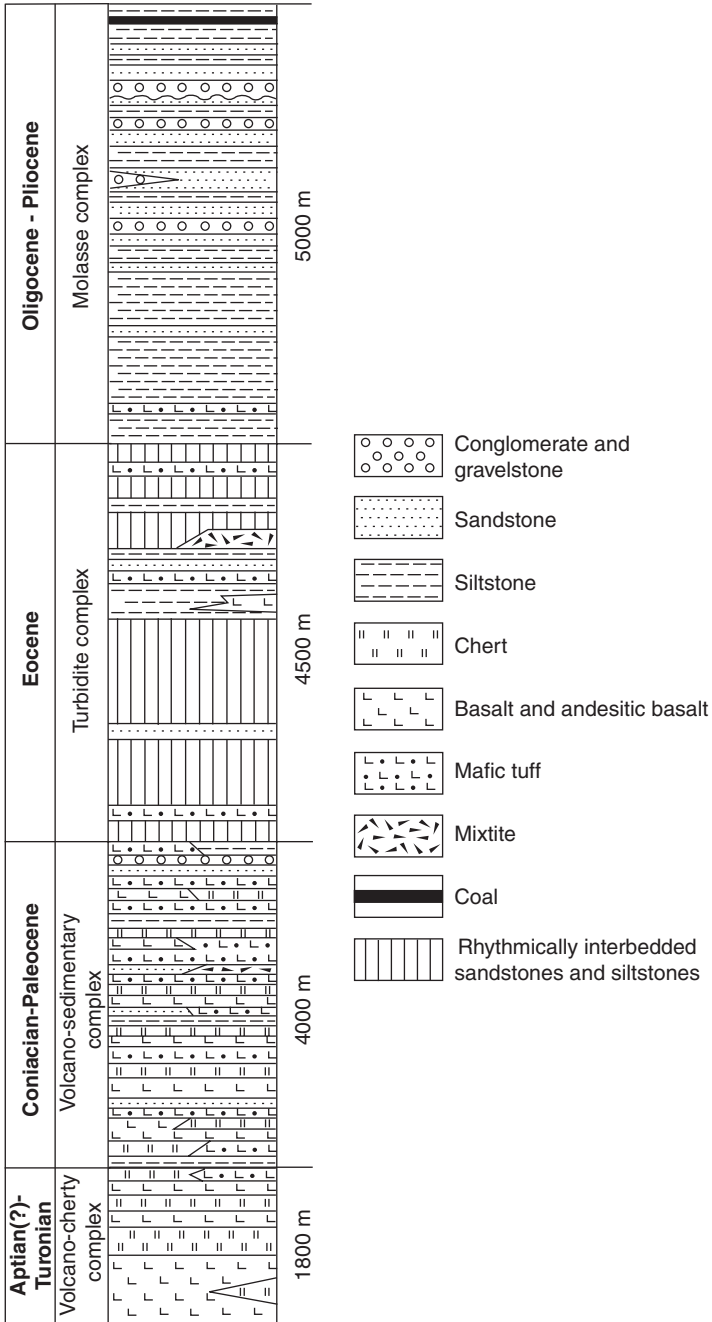 Oligocene - Pliocene
Molasse complex
5000 m
Eocene
Turbidite complex
4500 m
Coniacian-Paleocene
Volcano-sedimentary
complex
4000 m
Aptian(?)-
Turonian
Volcano-cherty
complex
1800 m
Conglomerate and
gravelstone
Sandstone
Siltstone
Chert
Basalt and andesitic basalt
Mafic tuff
Mixtite
Coal
Rhythmically interbedded
sandstones and siltstones